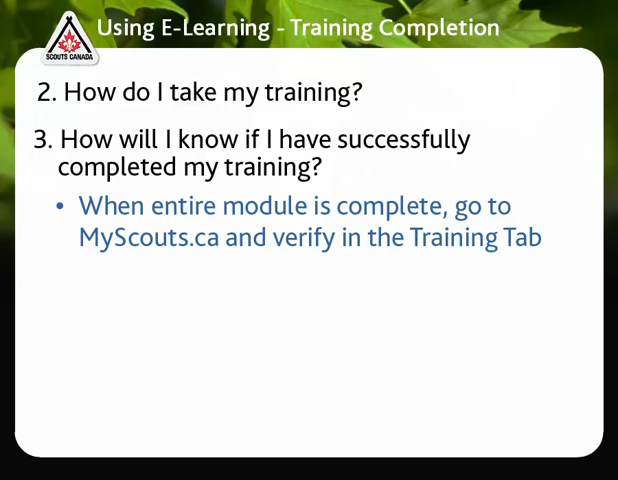 Using E-Learning - Training Completion
SCOUTS CANADA
2. How do I take my training?
3. How will I know if I have successfully
completed my training?
• When entire module is complete, go to
MyScouts.ca and verify in the Training Tab